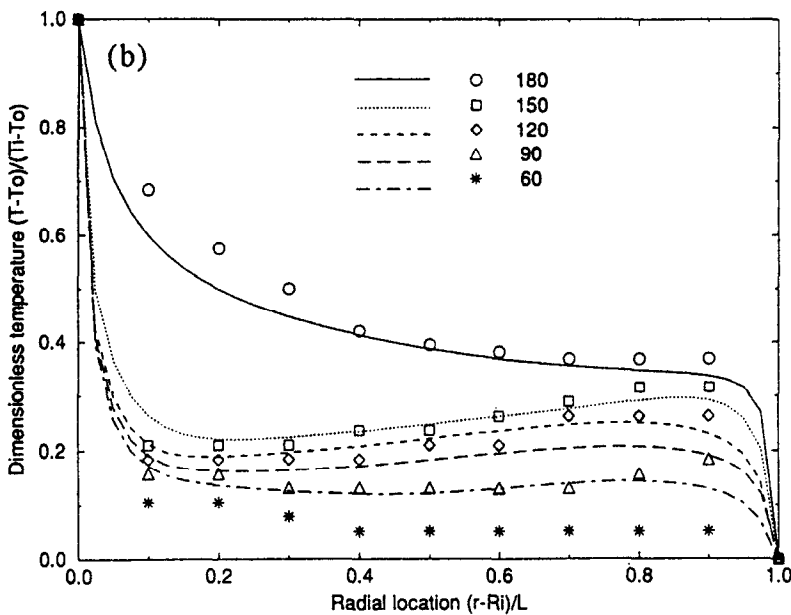 (b)
180
150
120
90
60
Dimensionless temperature (T-To)/(Ti-To)
1.0
0.8
0.6
0.4
0.2
0.0
0.0 0.2 0.4 0.6 0.8 1.0
Radial location (r-Ri)/L